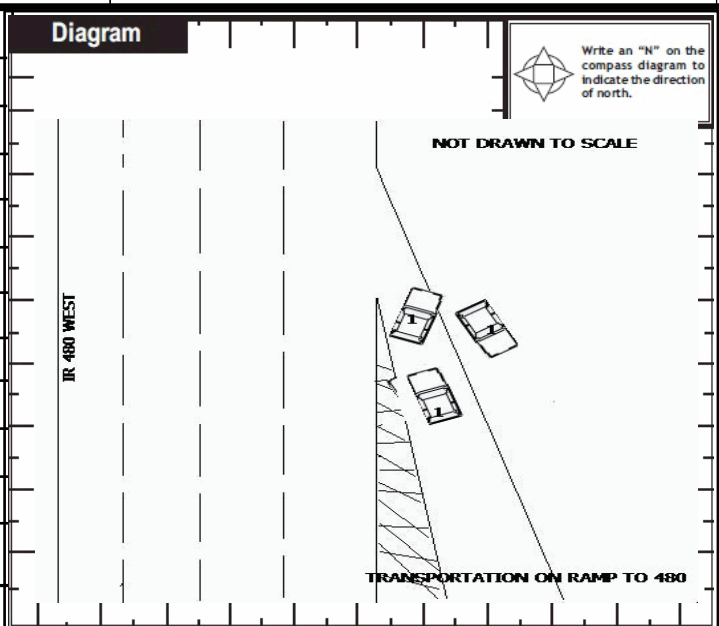 Diagram
Write an “N” on the
compass diagram to
indicate the direction
of north.
NOT DRAWN TO SCALE
IR 480 WEST
1
1
1
TRANSPORTATION ON RAMP TO 480